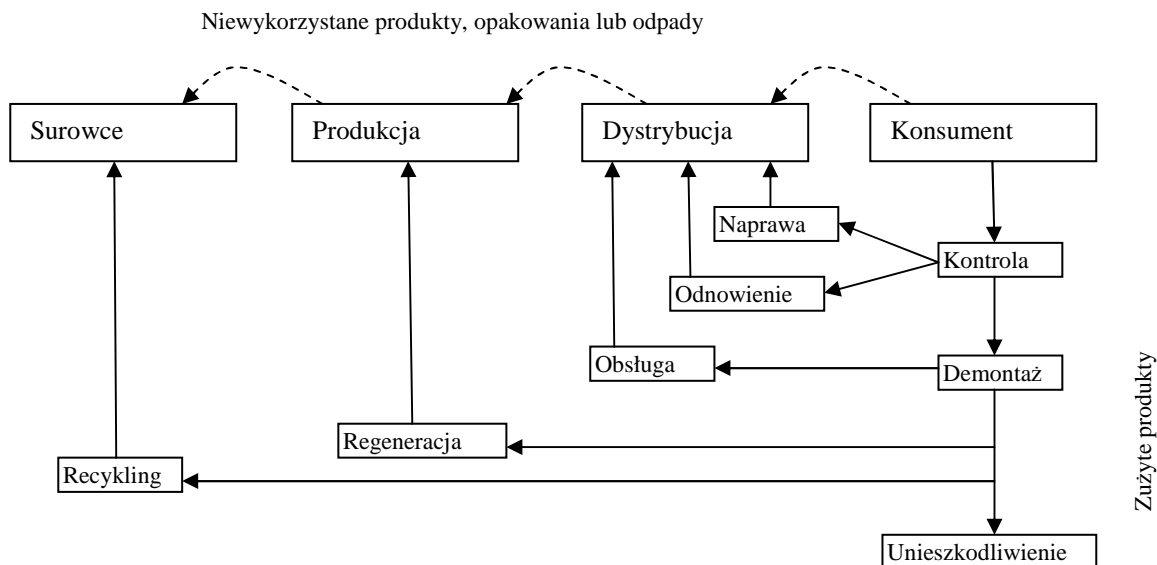 Niewykorzystane produkty, opakowania lub odpady
Surowce
Produkcja
Dystrybucja
Konsument
Naprawa
Kontrola
Odnowienie
Obsługa
Demontaż
Regeneracja
Recykling
Zużyte produkty
Unieszkodliwienie